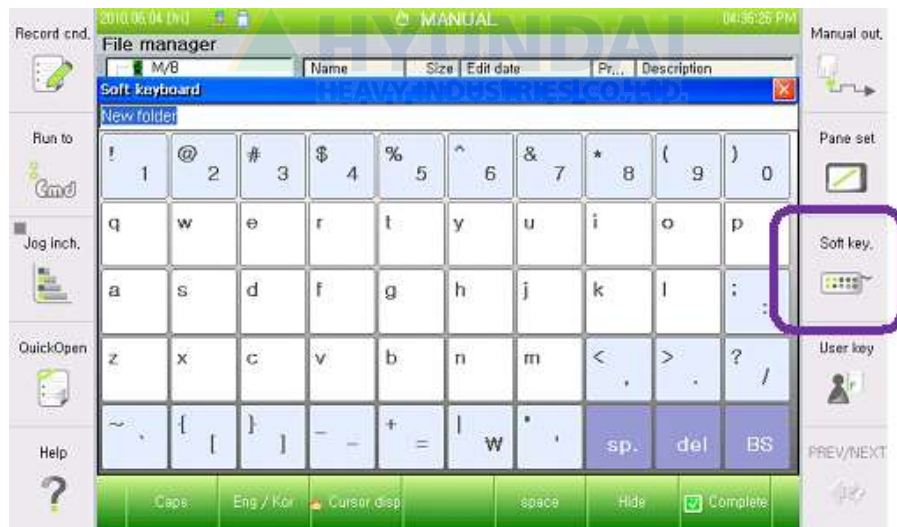 2010.06.04 MANUAL 04:35:25 PM
HYUNDAI
HEAVY INDUSTRIES CO., LTD.
Record cnd.
Run to
Cmd
Jog inch.
QuickOpen
Help
?
File manager
M/B Name Size Edit date Pr... Description
Soft keyboard
New folder
! 1 @ 2 # 3 $ 4 % 5 ^ 6 & 7 * 8 ( 9 ) 0
q w e r t y u i o p
a s d f g h j k l ; :
z x c v b n m < , > . ? /
~ ` { [ } ] _ - + = | ₩ " ' sp. del BS
Caps Eng / Kor Cursor disp space Hide Complete
Manual out.
Pane set
Soft key.
User key
PREV/NEXT